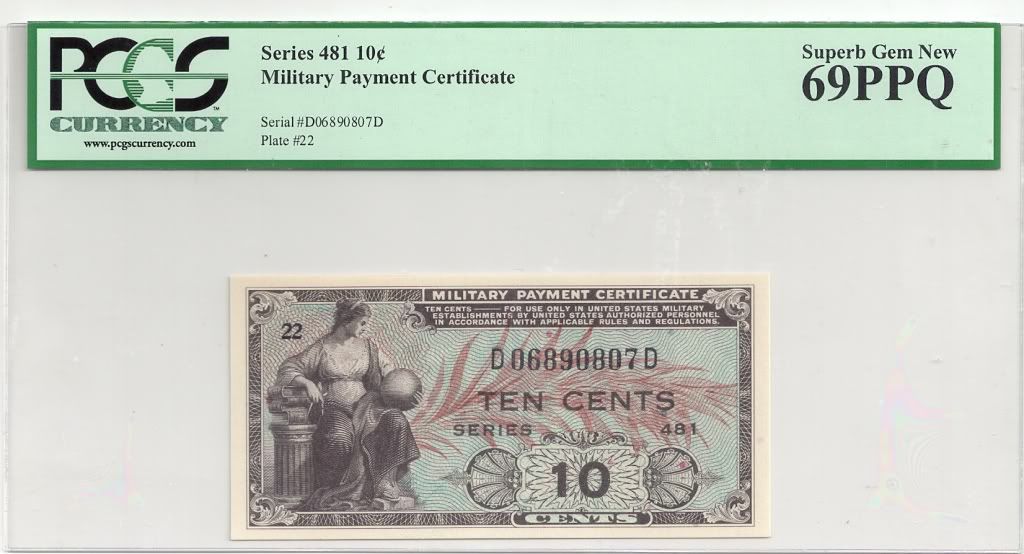 PCGS
CURRENCY
™
www.pcgscurrency.com
Series 481 10¢
Military Payment Certificate
Serial #D06890807D
Plate #22
Superb Gem New
69PPQ
MILITARY PAYMENT CERTIFICATE
TEN CENTS — FOR USE ONLY IN UNITED STATES MILITARY
ESTABLISHMENTS BY UNITED STATES AUTHORIZED PERSONNEL
IN ACCORDANCE WITH APPLICABLE RULES AND REGULATIONS.
22
D06890807D
TEN CENTS
SERIES 481
10
CENTS